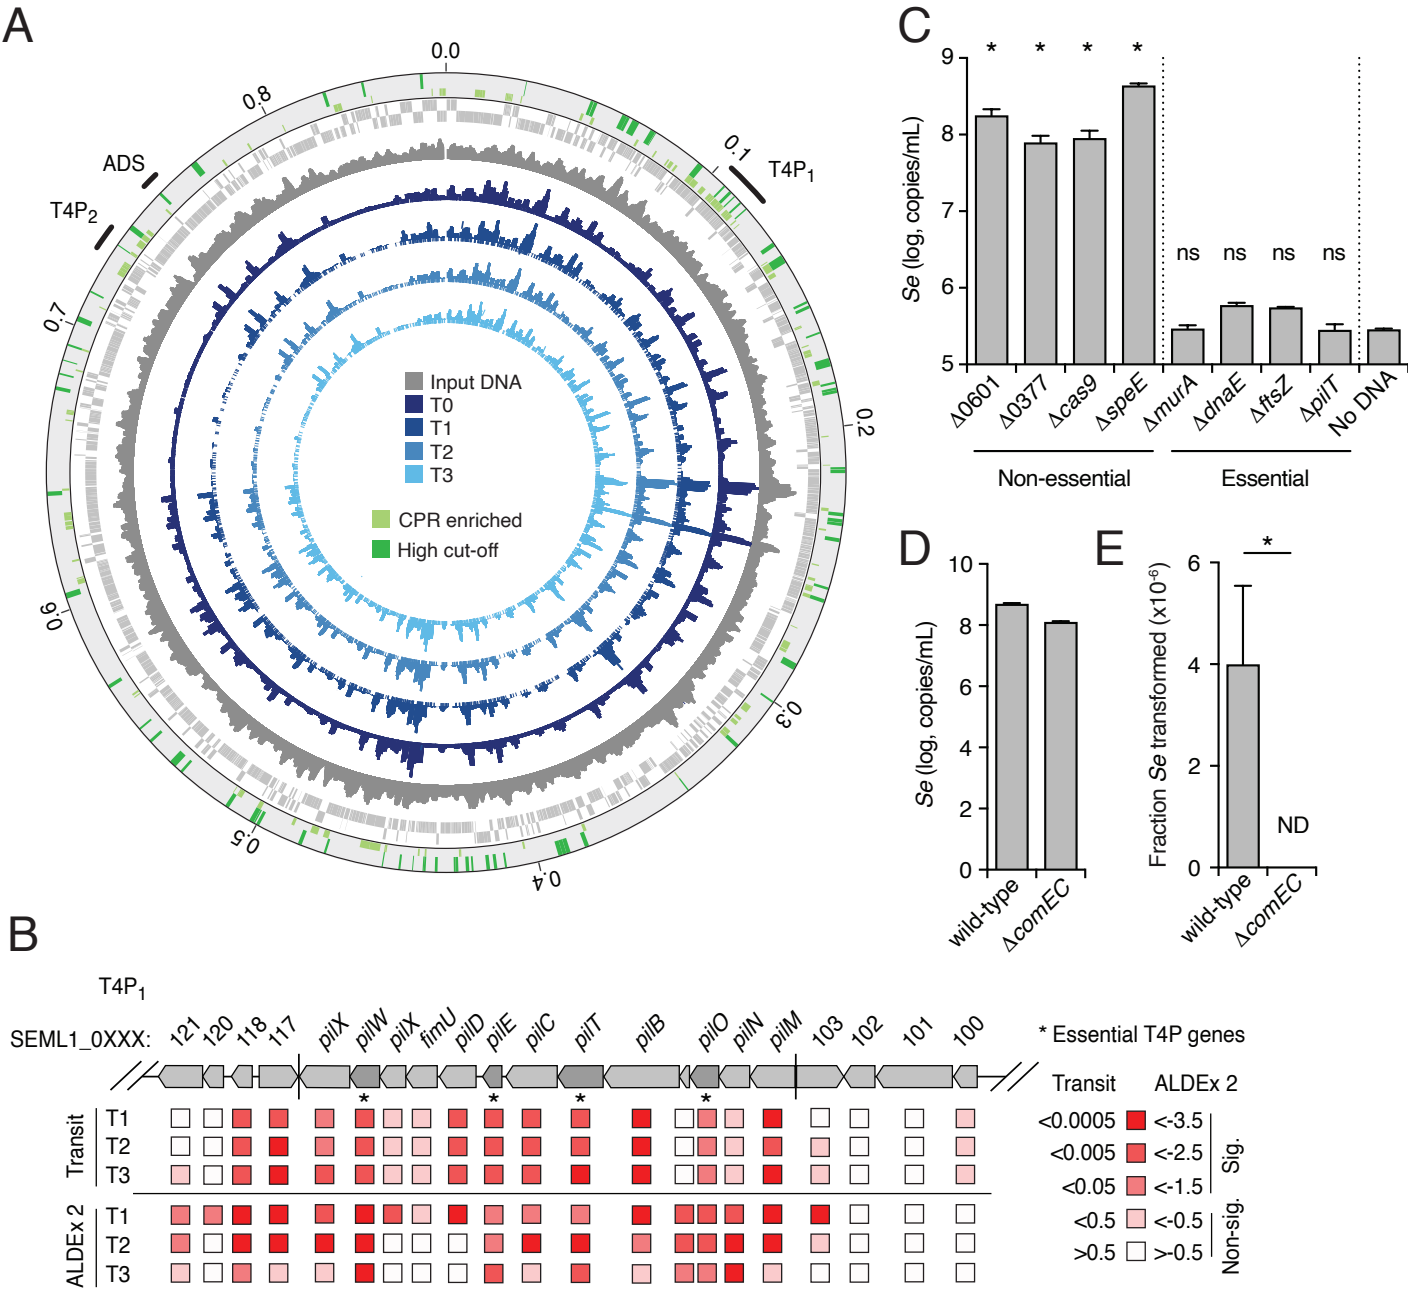 A
0.0
0.1
T4P1
0.2
0.3
0.4
0.5
0.6
0.7
T4P2
ADS
0.8
Input DNA
T0
T1
T2
T3
CPR enriched
High cut-off
C
Se (log, copies/mL)
9
8
7
6
5
* * * *
ns ns ns ns
Δ0601 Δ0377 Δcas9 ΔspeE ΔmurA ΔdnaE ΔftsZ ΔpilT No DNA
Non-essential Essential
D
Se (log, copies/mL)
10
8
6
4
2
0
wild-type ΔcomEC
E
Fraction Se transformed (x10-6)
6
4
2
0
*
ND
wild-type ΔcomEC
B
T4P1
SEML1_0XXX: 121 120 118 117 pilX pilW pilX fimU pilD pilE pilC pilT pilB pilO pilN pilM 103 102 101 100
* * * *
Transit
T1
T2
T3
ALDEx 2
T1
T2
T3
* Essential T4P genes
Transit ALDEx 2
<0.0005 <-3.5
<0.005 <-2.5
<0.05 <-1.5
<0.5 <-0.5
>0.5 >-0.5
Sig.
Non-sig.